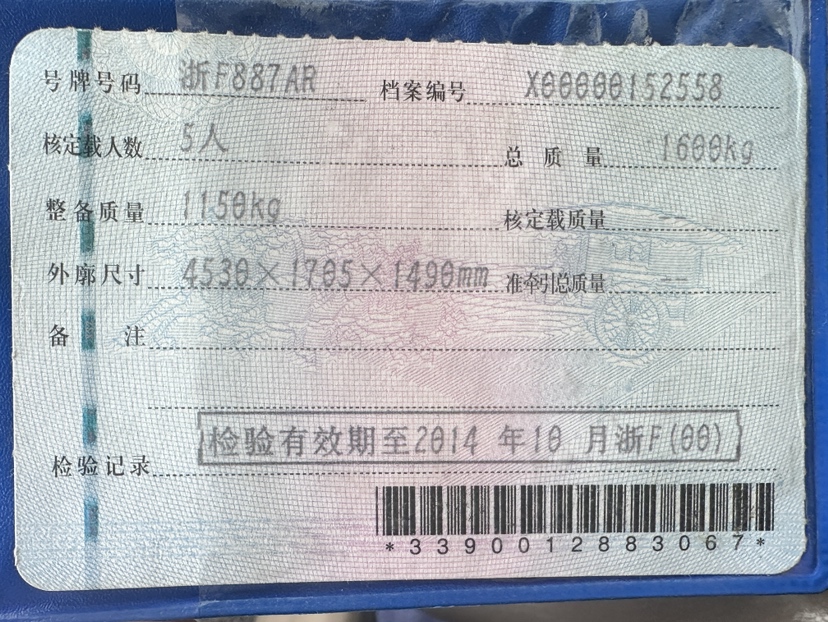 号牌号码 浙F887AR 档案编号 X00000152558
核定载人数 5人 总质量 1600kg
整备质量 1150kg 核定载质量
外廓尺寸 4530×1705×1490mm 准牵引总质量 --
备注
检验有效期至2014 年10 月浙F(00)
检验记录
*3390012883067*